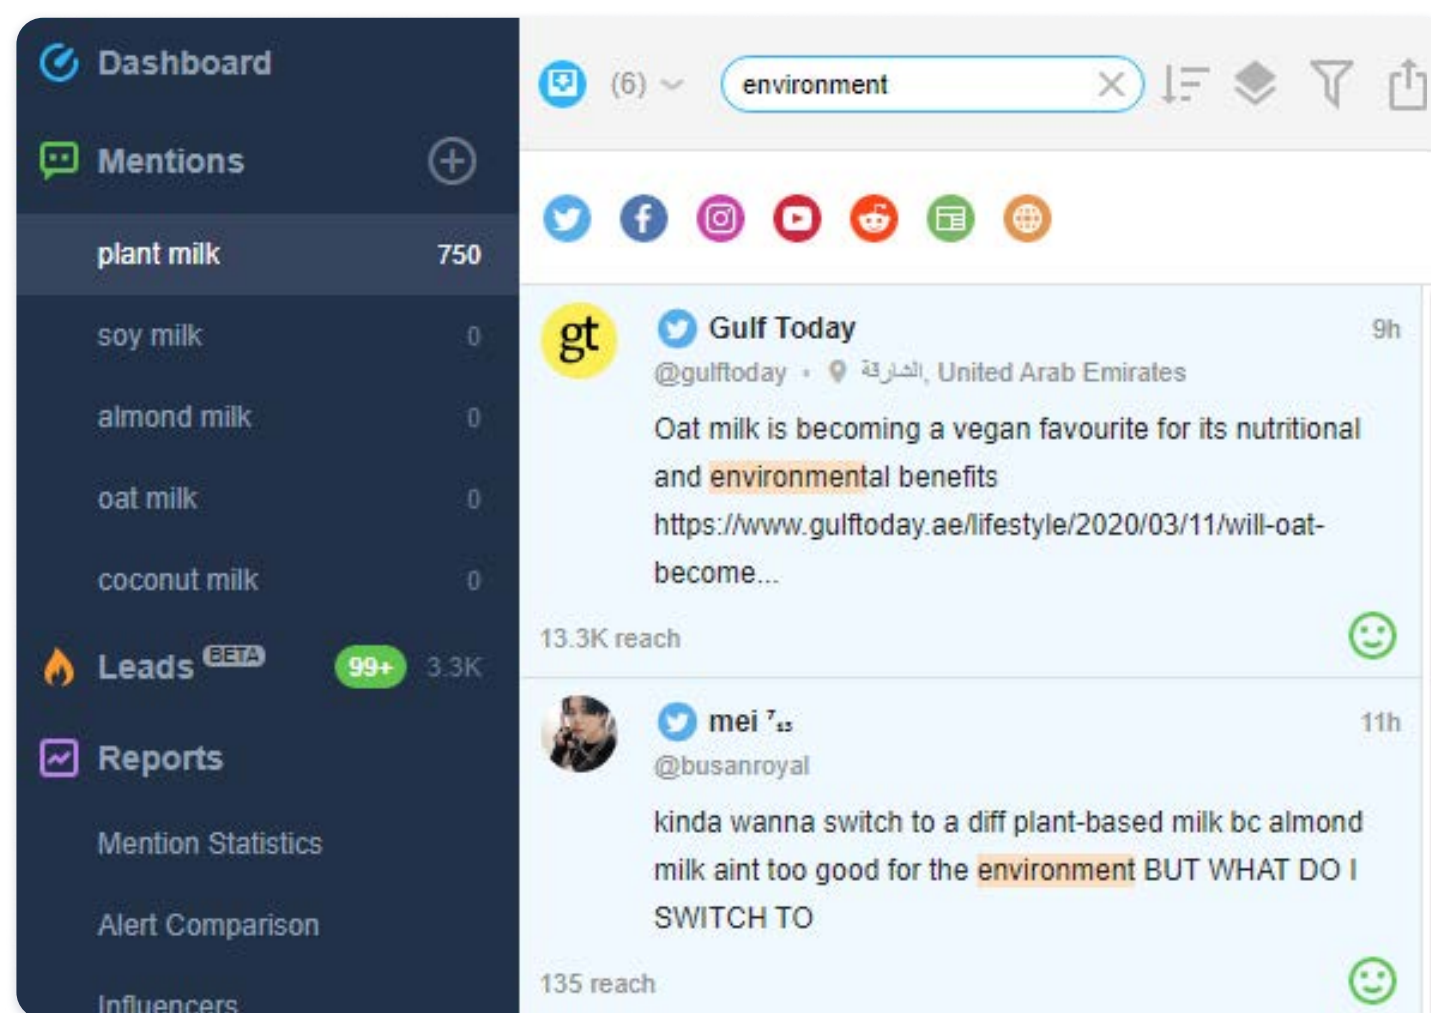 Dashboard
Mentions
plant milk 750
soy milk 0
almond milk 0
oat milk 0
coconut milk 0
Leads BETA 99+ 3.3K
Reports
Mention Statistics
Alert Comparison
Influencers
(6) environment
gt
Gulf Today 9h
@gulftoday • الشارقة, United Arab Emirates
Oat milk is becoming a vegan favourite for its nutritional
and environmental benefits
https://www.gulftoday.ae/lifestyle/2020/03/11/will-oat-
become...
13.3K reach
mei ⁷₁₃ 11h
@busanroyal
kinda wanna switch to a diff plant-based milk bc almond
milk aint too good for the environment BUT WHAT DO I
SWITCH TO
135 reach